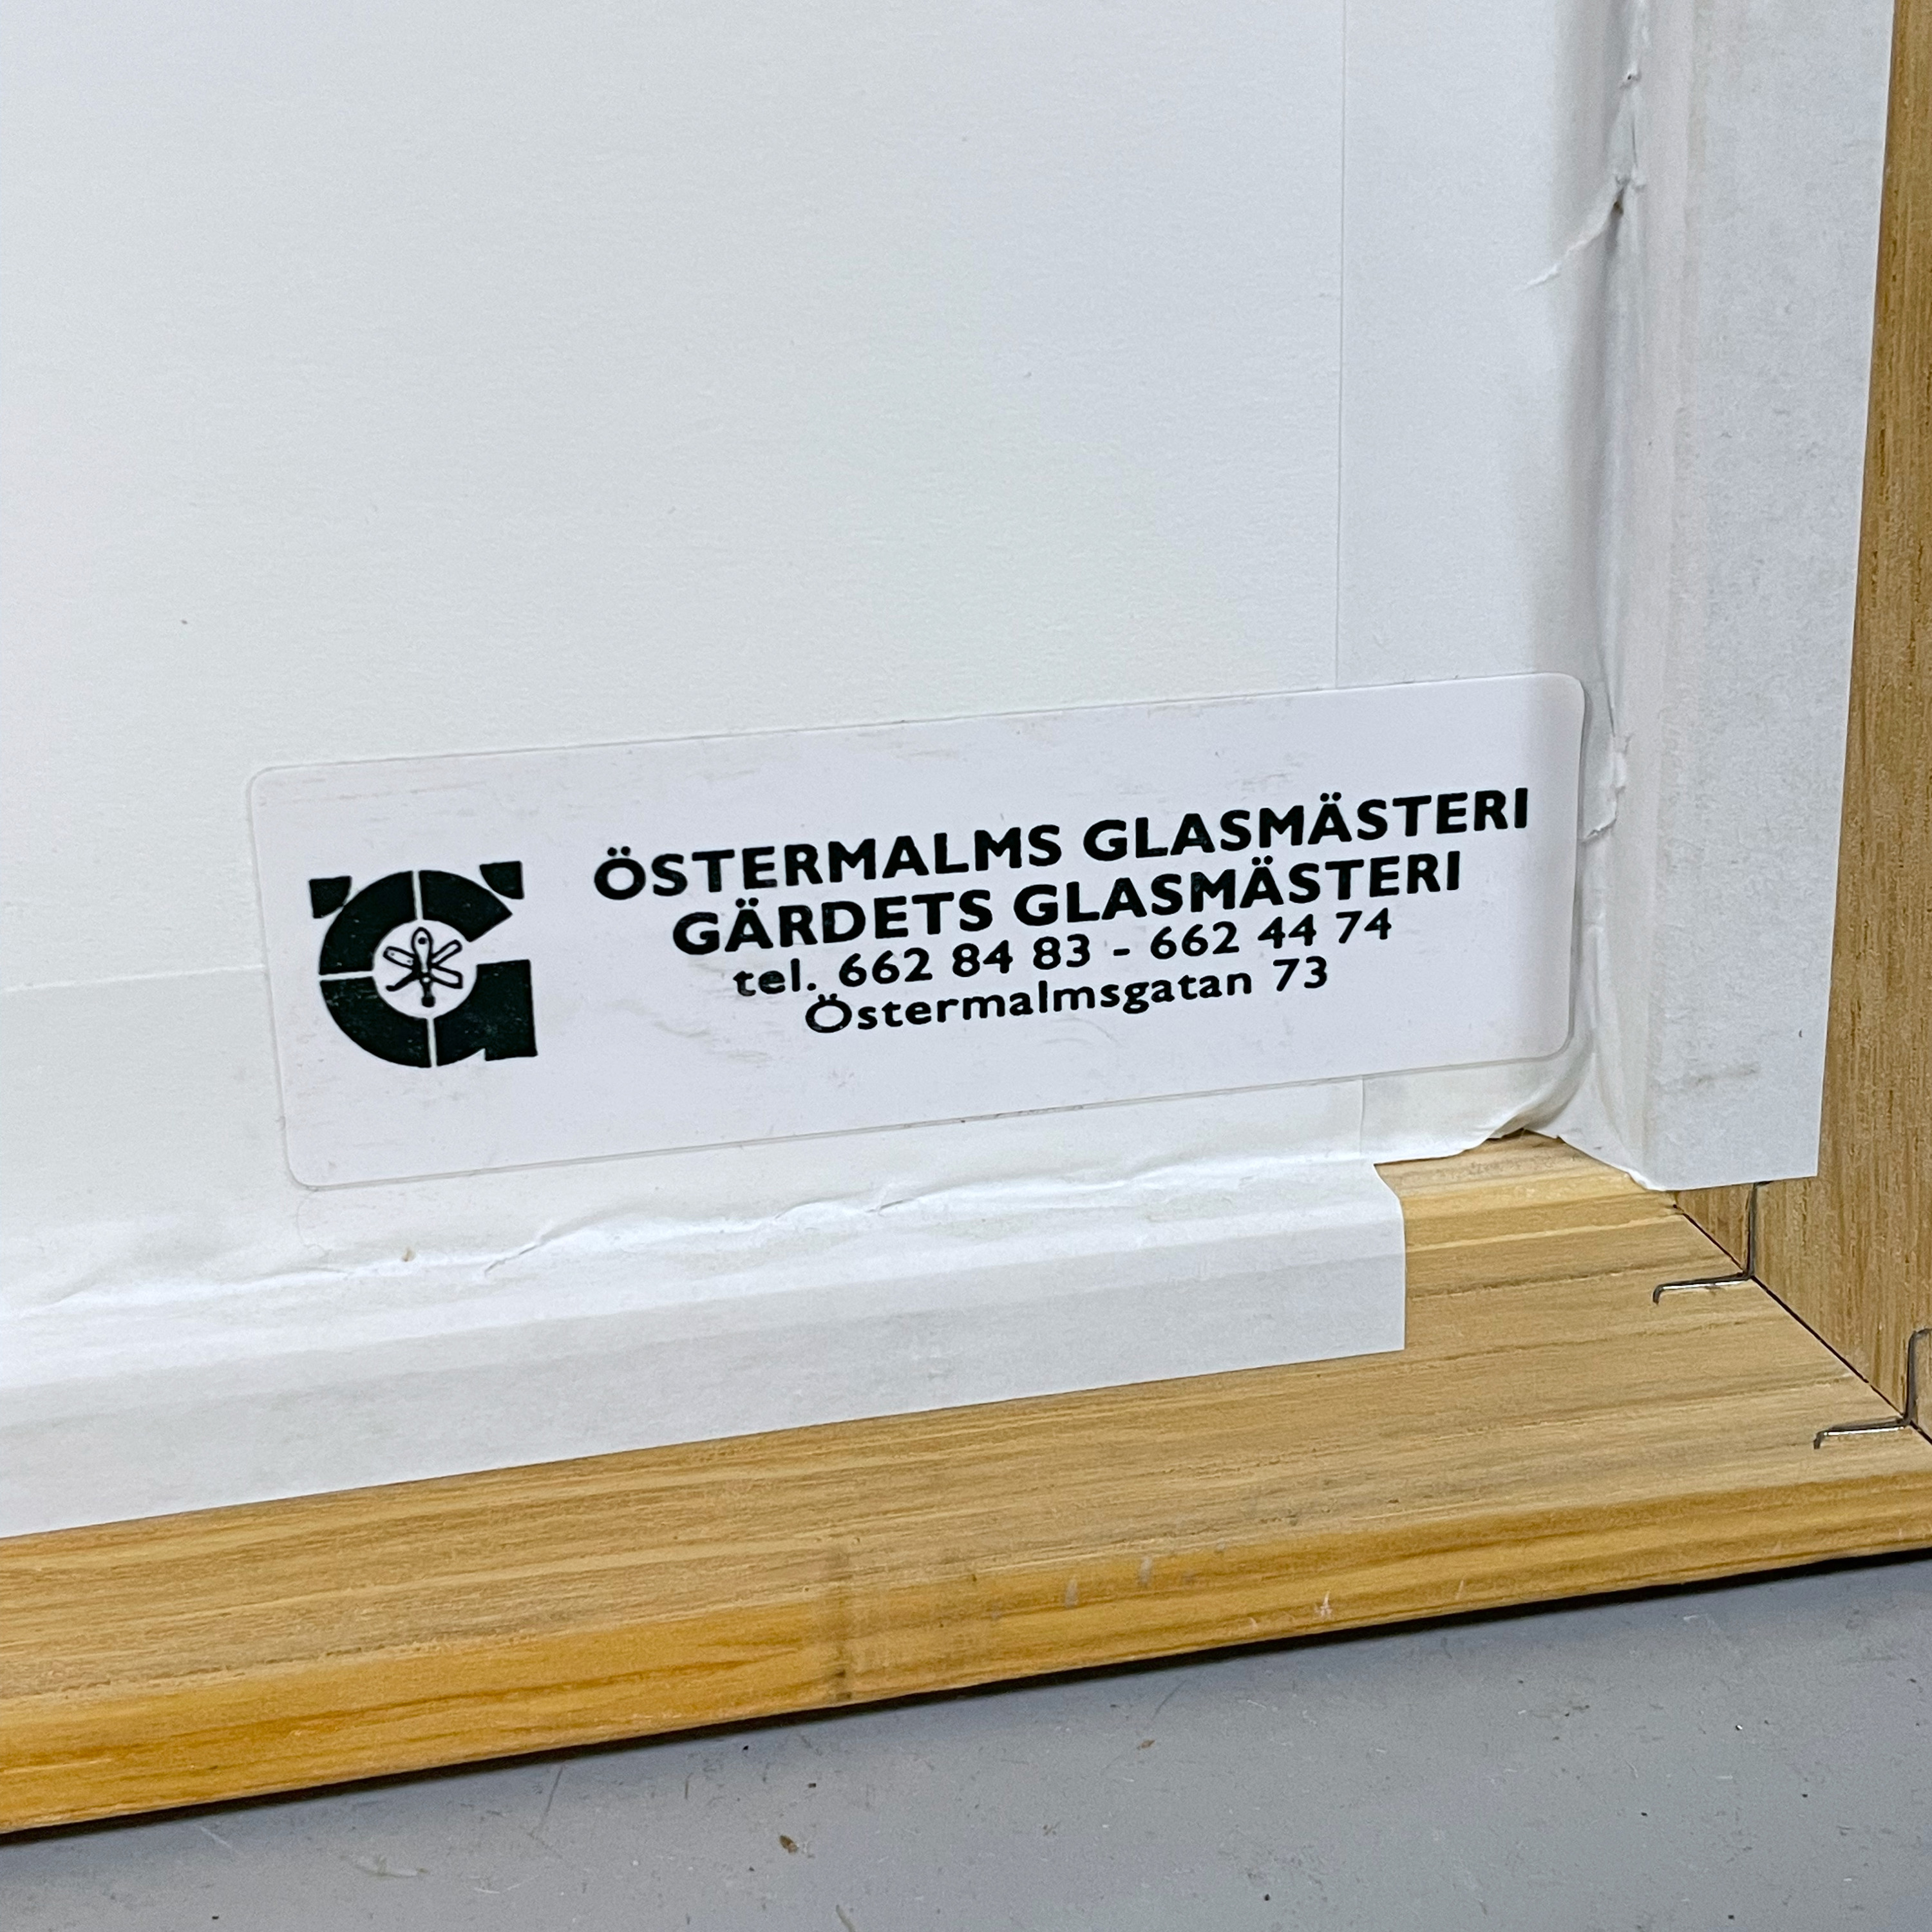 ÖSTERMALMS GLASMÄSTERI
GÄRDETS GLASMÄSTERI
tel. 662 84 83 - 662 44 74
Östermalmsgatan 73